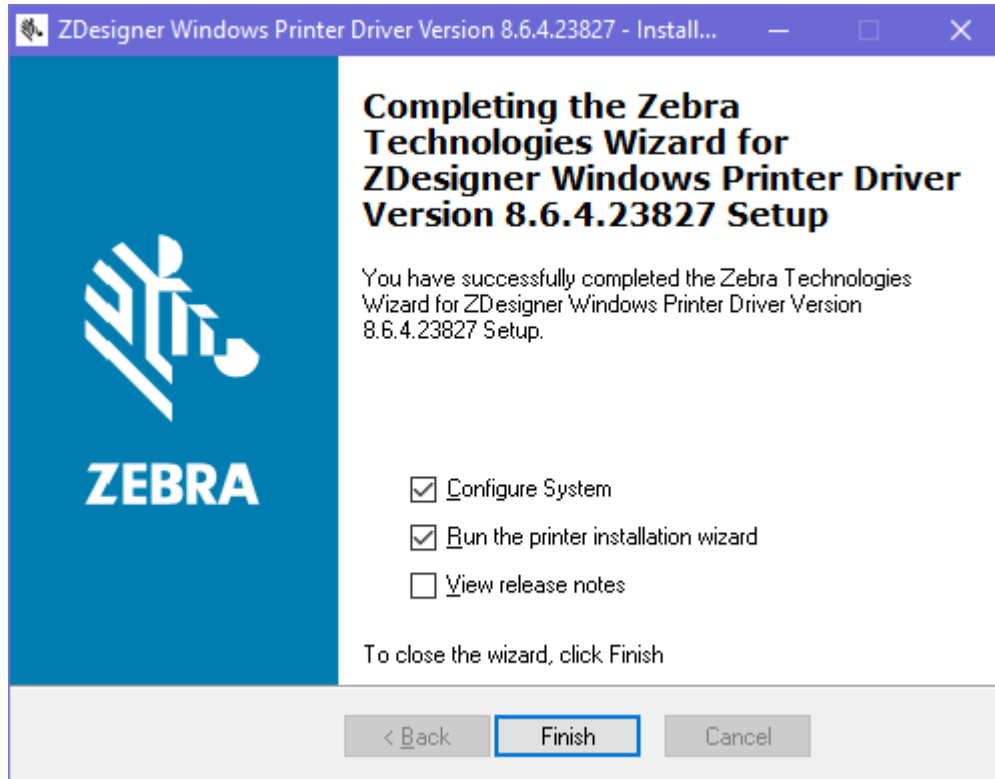 ZDesigner Windows Printer Driver Version 8.6.4.23827 - Install...
Completing the Zebra
Technologies Wizard for
ZDesigner Windows Printer Driver
Version 8.6.4.23827 Setup
You have successfully completed the Zebra Technologies
Wizard for ZDesigner Windows Printer Driver Version
8.6.4.23827 Setup.
ZEBRA
Configure System
Run the printer installation wizard
View release notes
To close the wizard, click Finish
< Back
Finish
Cancel